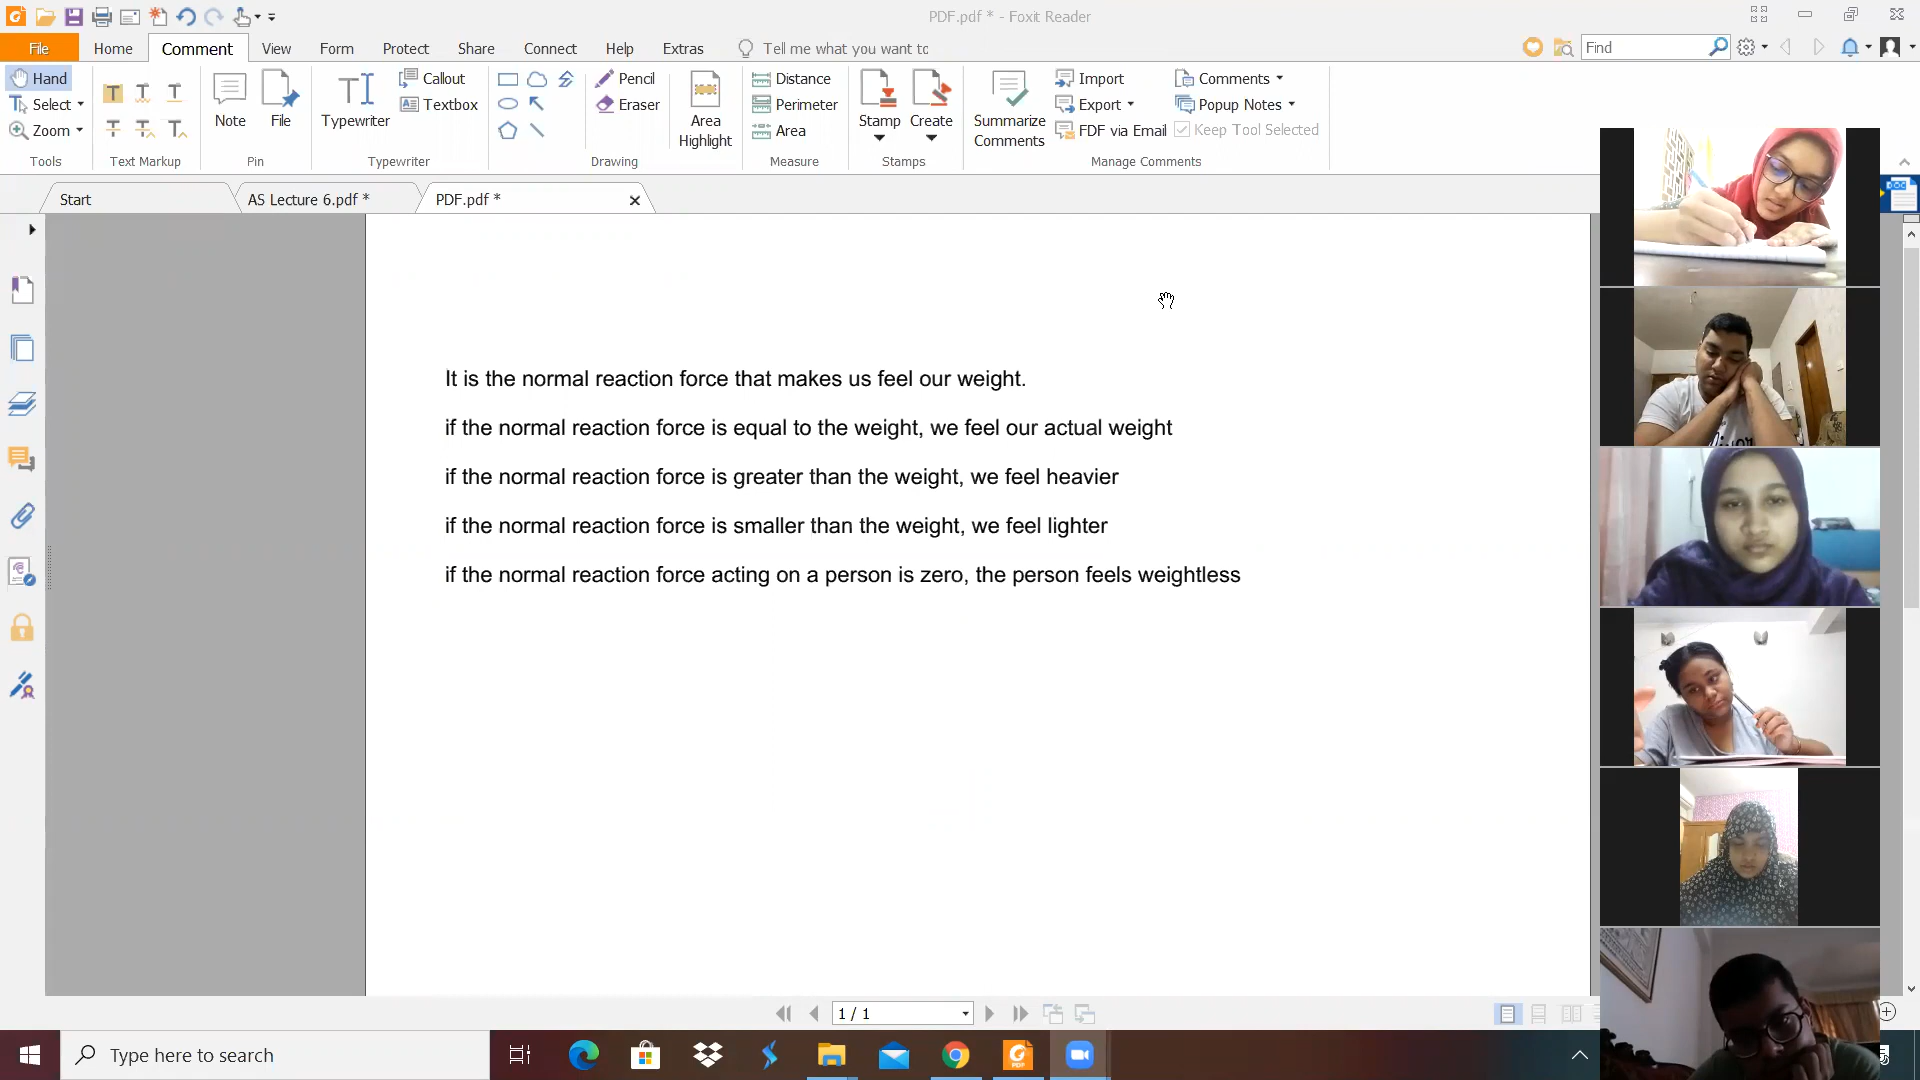 PDF.pdf * - Foxit Reader
File Home Comment View Form Protect Share Connect Help Extras Tell me what you want to Find
Hand
Select
Zoom
Tools
Text Markup
Note
File
Pin
Typewriter
Callout
Textbox
Typewriter
Pencil
Eraser
Drawing
Area
Highlight
Distance
Perimeter
Area
Measure
Stamp
Create
Stamps
Summarize
Comments
Import
Export
FDF via Email
Comments
Popup Notes
Keep Tool Selected
Manage Comments
DOC
Start AS Lecture 6.pdf * PDF.pdf *
It is the normal reaction force that makes us feel our weight.
if the normal reaction force is equal to the weight, we feel our actual weight
if the normal reaction force is greater than the weight, we feel heavier
if the normal reaction force is smaller than the weight, we feel lighter
if the normal reaction force acting on a person is zero, the person feels weightless
1 / 1
Type here to search